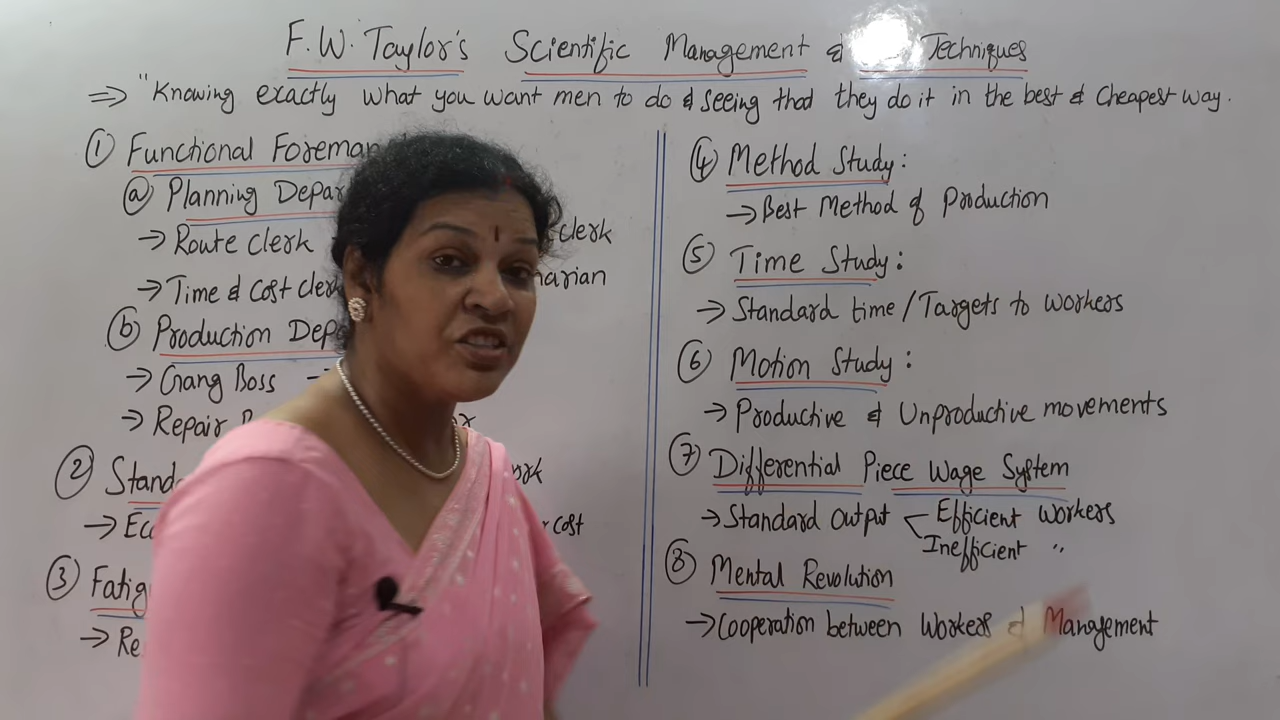 F.W. Taylor's Scientific Management & Techniques
⇒ "Knowing exactly what you want men to do & seeing that they do it in the best & cheapest way.
① Functional Foreman
ⓐ Planning Depar
→ Route clerk clerk
→ Time & Cost clerk
ⓑ Production Dep
→ Gang Boss →
→ Repair
②
→
③ Fatig
→ Re
cost
④ Method Study:
→ Best Method of Production
⑤ Time Study:
→ Standard time/Targets to workers
⑥ Motion Study:
→ Productive & Unproductive movements
⑦ Differential Piece Wage System
→ Standard output < Efficient workers
Inefficient "
⑧ Mental Revolution
→ Cooperation between Workers & Management